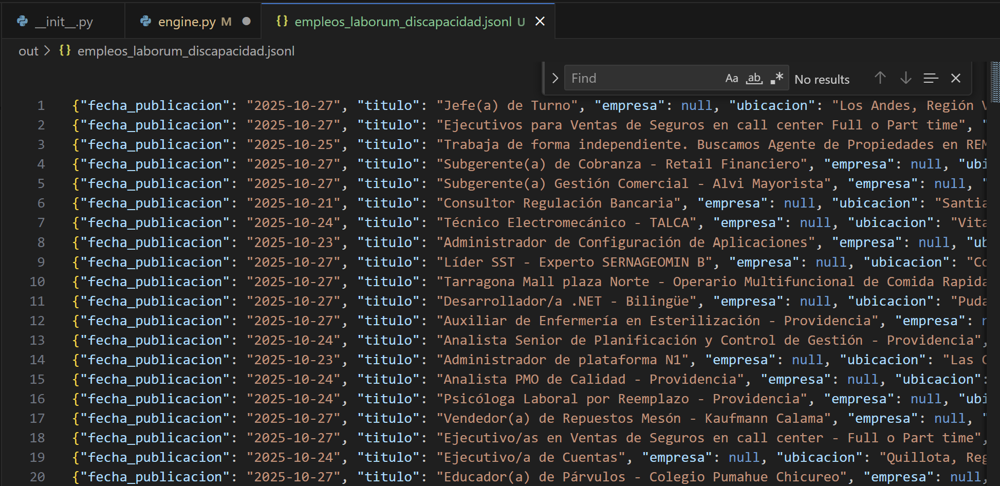 __init__.py engine.py M empleos_laborum_discapacidad.jsonl U
out > {} empleos_laborum_discapacidad.jsonl
Find Aa ab .* No results
1 {"fecha_publicacion": "2025-10-27", "titulo": "Jefe(a) de Turno", "empresa": null, "ubicacion": "Los Andes, Región
2 {"fecha_publicacion": "2025-10-27", "titulo": "Ejecutivos para Ventas de Seguros en call center Full o Part time", "
3 {"fecha_publicacion": "2025-10-25", "titulo": "Trabaja de forma independiente. Buscamos Agente de Propiedades en
4 {"fecha_publicacion": "2025-10-27", "titulo": "Subgerente(a) de Cobranza - Retail Financiero", "empresa": null, "ubi
5 {"fecha_publicacion": "2025-10-27", "titulo": "Subgerente(a) Gestión Comercial - Alvi Mayorista", "empresa": null, "
6 {"fecha_publicacion": "2025-10-21", "titulo": "Consultor Regulación Bancaria", "empresa": null, "ubicacion": "Santia
7 {"fecha_publicacion": "2025-10-24", "titulo": "Técnico Electromecánico - TALCA", "empresa": null, "ubicacion": "Vita
8 {"fecha_publicacion": "2025-10-23", "titulo": "Administrador de Configuración de Aplicaciones", "empresa": null, "ub
9 {"fecha_publicacion": "2025-10-27", "titulo": "Líder SST - Experto SERNAGEOMIN B", "empresa": null, "ubicacion": "Co
10 {"fecha_publicacion": "2025-10-27", "titulo": "Tarragona Mall plaza Norte - Operario Multifuncional de Comida Rapida
11 {"fecha_publicacion": "2025-10-27", "titulo": "Desarrollador/a .NET - Bilingüe", "empresa": null, "ubicacion": "Puda
12 {"fecha_publicacion": "2025-10-27", "titulo": "Auxiliar de Enfermería en Esterilización - Providencia", "empresa": n
13 {"fecha_publicacion": "2025-10-24", "titulo": "Analista Senior de Planificación y Control de Gestión - Providencia",
14 {"fecha_publicacion": "2025-10-23", "titulo": "Administrador de plataforma N1", "empresa": null, "ubicacion": "Las C
15 {"fecha_publicacion": "2025-10-24", "titulo": "Analista PMO de Calidad - Providencia", "empresa": null, "ubicacion":
16 {"fecha_publicacion": "2025-10-24", "titulo": "Psicóloga Laboral por Reemplazo - Providencia", "empresa": null, "ubi
17 {"fecha_publicacion": "2025-10-27", "titulo": "Vendedor(a) de Repuestos Mesón - Kaufmann Calama", "empresa": null, "
18 {"fecha_publicacion": "2025-10-27", "titulo": "Ejecutivo/as en Ventas de Seguros en call center - Full o Part time",
19 {"fecha_publicacion": "2025-10-24", "titulo": "Ejecutivo/a de Cuentas", "empresa": null, "ubicacion": "Quillota, Reg
20 {"fecha_publicacion": "2025-10-27", "titulo": "Educador(a) de Párvulos - Colegio Pumahue Chicureo", "empresa": null,